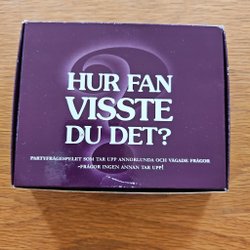 HUR FAN
VISSTE
DU DET?
PARTYFRÅGESPELET SOM TAR UPP ANNORLUNDA OCH VÅGADE FRÅGOR
-FRÅGOR INGEN ANNAN TAR UPP!